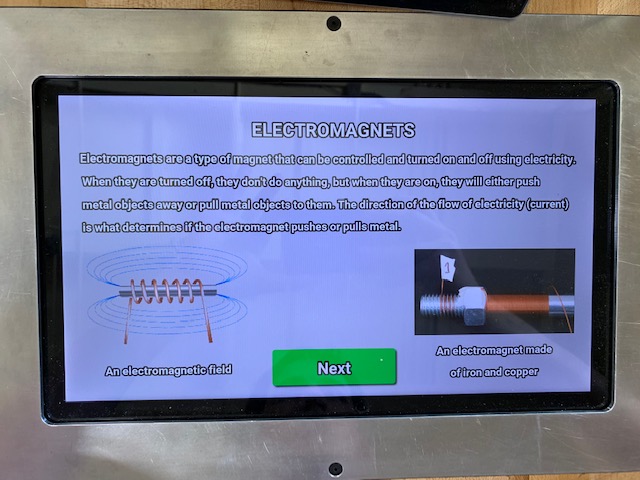 ELECTROMAGNETS
Electromagnets are a type of magnet that can be controlled and turned on and off using electricity.
When they are turned off, they don't do anything, but when they are on, they will either push
metal objects away or pull metal objects to them. The direction of the flow of electricity (current)
is what determines if the electromagnet pushes or pulls metal.
An electromagnetic field
Next
An electromagnet made
of iron and copper